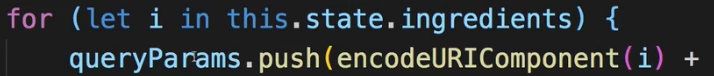 for (let i in this.state.ingredients) {
queryParams.push(encodeURIComponent(i) +